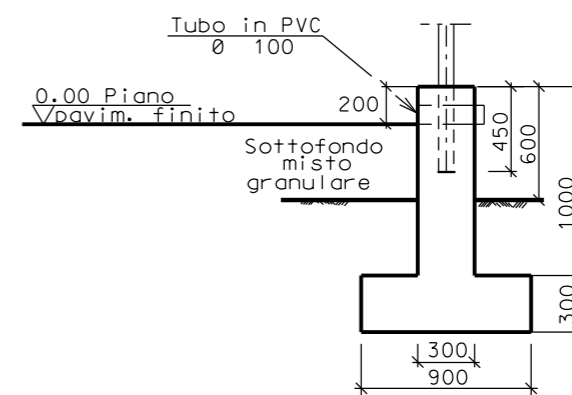 Tubo in PVC
Ø 100
0.00 Piano
pavim. finito
200
Sottofondo
misto
granulare
450
600
1000
300
300
900